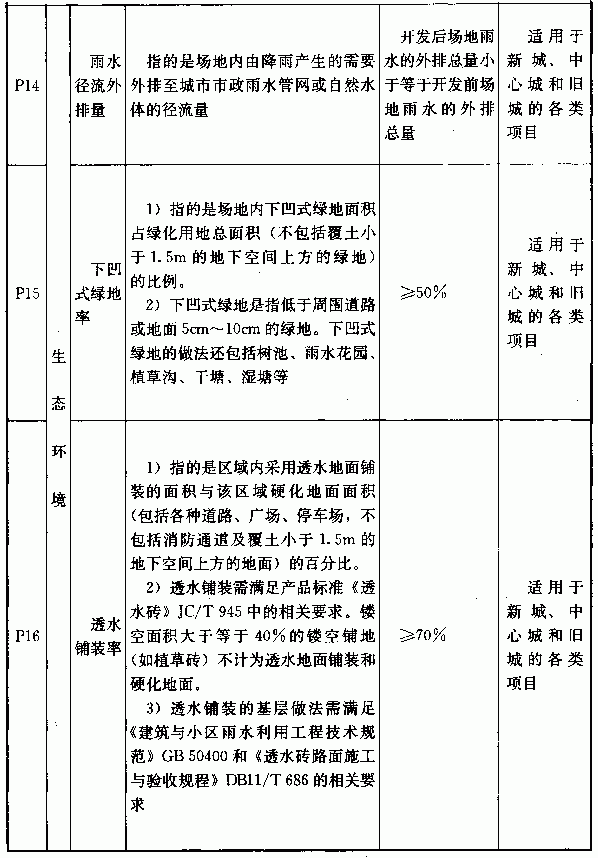 P14
雨水
径流外
排量
指的是场地内由降雨产生的需要
外排至城市市政雨水管网或自然水
体的径流量
开发后场地雨
水的外排总量小
于等于开发前场
地雨水的外排
总量
适用于
新城、中
心城和旧
城的各类
项目
生
态
环
境
P15
下凹
式绿地
率
1）指的是场地内下凹式绿地面积
占绿化用地总面积（不包括覆土小
于1.5m的地下空间上方的绿地）
的比例。
2）下凹式绿地是指低于周围道路
或地面5cm～10cm的绿地。下凹式
绿地的做法还包括树池、雨水花园、
植草沟、干塘、湿塘等
≥50%
适用于
新城、中
心城和旧
城的各类
项目
P16
透水
铺装率
1）指的是区域内采用透水地面铺
装的面积与该区域硬化地面面积
（包括各种道路、广场、停车场，不
包括消防通道及覆土小于1.5m的
地下空间上方的地面）的百分比。
2）透水铺装需满足产品标准《透
水砖》JC/T 945中的相关要求。镂
空面积大于等于40%的镂空铺地
（如植草砖）不计为透水地面铺装和
硬化地面。
3）透水铺装的基层做法需满足
《建筑与小区雨水利用工程技术规
范》GB 50400和《透水砖路面施工
与验收规程》DB11/T 686的相关要
求
≥70%
适用于
新城、中
心城和旧
城的各类
项目